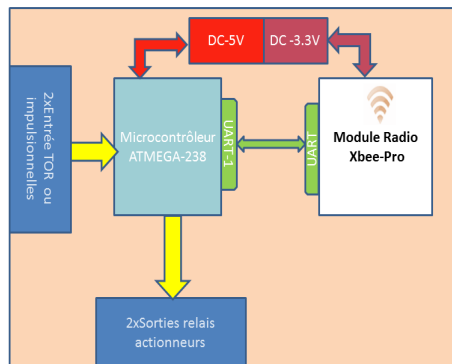 DC-5V
DC -3.3V
2xEntrée TOR ou
impulsionnelles
Microcontrôleur
ATMEGA-238
UART-1
UART
Module Radio
Xbee-Pro
2xSorties relais
actionneurs